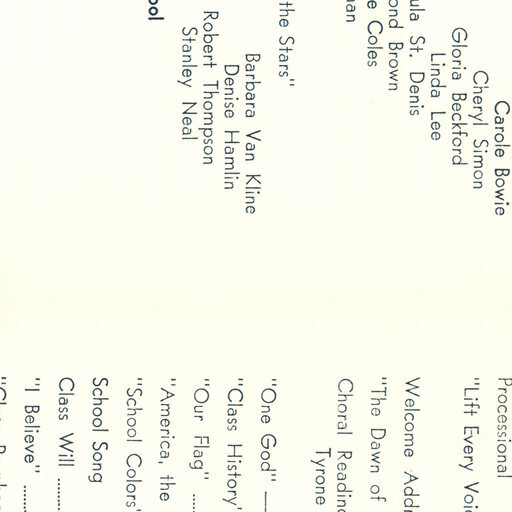 Carole Bowie
Cheryl Simon
Gloria Beckford
Linda Lee
ula St. Denis
ond Brown
e Coles
an
the Stars"
Barbara Van Kline
Denise Hamlin
Robert Thompson
Stanley Neal
ool
Processional
"Lift Every Voi
Welcome Addr
"The Dawn of
Choral Reading
Tyrone
"One God" —
"Class History"
"Our Flag" ....
"America, the
"School Colors"
School Song
Class Will ........
"I Believe" ......